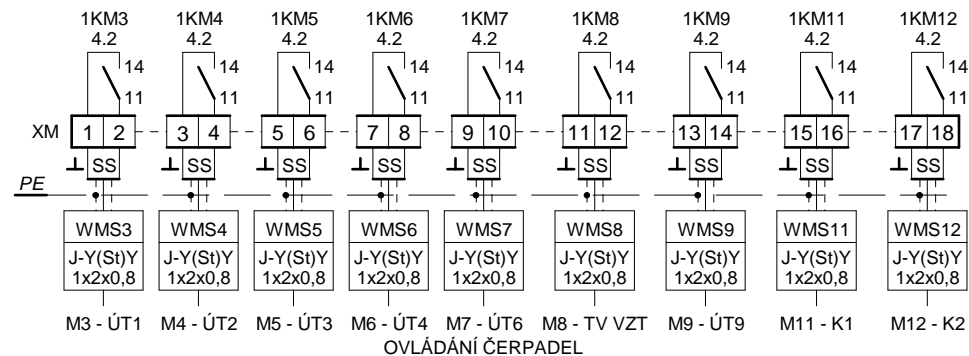 1KM3 1KM4 1KM5 1KM6 1KM7 1KM8 1KM9 1KM11 1KM12
4.2 4.2 4.2 4.2 4.2 4.2 4.2 4.2 4.2
14 14 14 14 14 14 14 14 14
11 11 11 11 11 11 11 11 11
XM 1 2 3 4 5 6 7 8 9 10 11 12 13 14 15 16 17 18
SS SS SS SS SS SS SS SS SS
PE
WMS3 WMS4 WMS5 WMS6 WMS7 WMS8 WMS9 WMS11 WMS12
J-Y(St)Y J-Y(St)Y J-Y(St)Y J-Y(St)Y J-Y(St)Y J-Y(St)Y J-Y(St)Y J-Y(St)Y J-Y(St)Y
1x2x0,8 1x2x0,8 1x2x0,8 1x2x0,8 1x2x0,8 1x2x0,8 1x2x0,8 1x2x0,8 1x2x0,8
M3 - ÚT1 M4 - ÚT2 M5 - ÚT3 M6 - ÚT4 M7 - ÚT6 M8 - TV VZT M9 - ÚT9 M11 - K1 M12 - K2
OVLÁDÁNÍ ČERPADEL